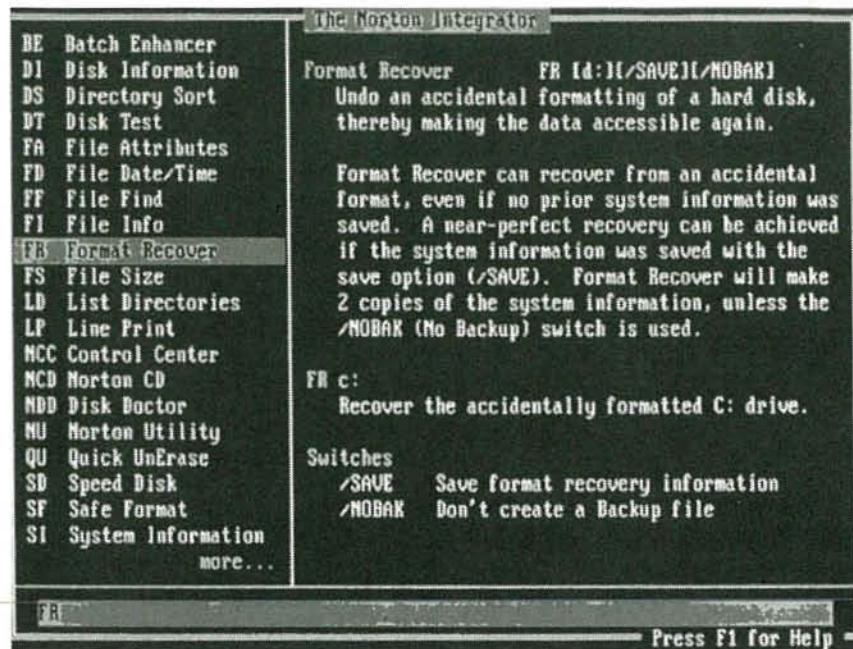 The Norton Integrator
BE Batch Enhancer
DI Disk Information
DS Directory Sort
DT Disk Test
FA File Attributes
FD File Date/Time
FF File Find
FI File Info
FR Format Recover
FS File Size
LD List Directories
LP Line Print
NCC Control Center
NCD Norton CD
NDD Disk Doctor
NU Norton Utility
QU Quick UnErase
SD Speed Disk
SF Safe Format
SI System Information
more...
Format Recover FR [d:][/SAVE][/NOBAK]
Undo an accidental formatting of a hard disk,
thereby making the data accessible again.
Format Recover can recover from an accidental
format, even if no prior system information was
saved. A near-perfect recovery can be achieved
if the system information was saved with the
save option (/SAVE). Format Recover will make
2 copies of the system information, unless the
/NOBAK (No Backup) switch is used.
FR c:
Recover the accidentally formatted C: drive.
Switches
/SAVE Save format recovery information
/NOBAK Don't create a Backup file
FR
Press F1 for Help